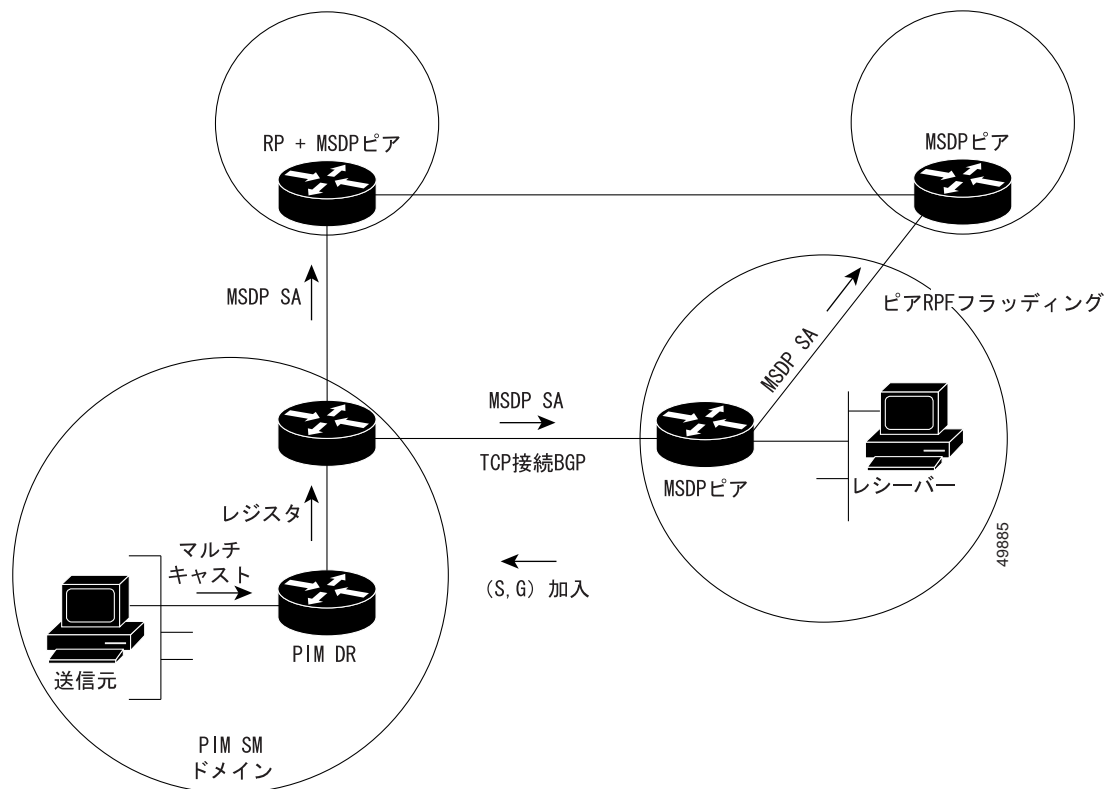 RP + MSDPピア
MSDPピア
MSDP SA
ピアRPFフラッディング
MSDP SA
MSDP SA
TCP接続BGP
MSDPピア
レシーバー
レジスタ
マルチ
キャスト
(S,G) 加入
49885
PIM DR
送信元
PIM SM
ドメイン